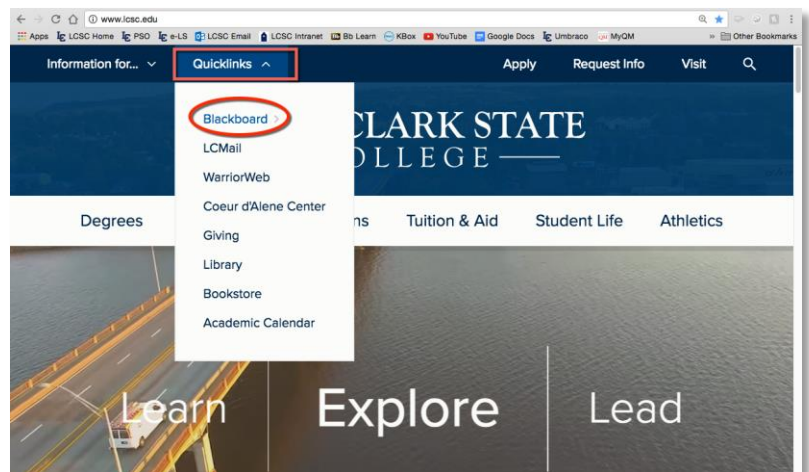 www.lcsc.edu
Apps LCSC Home PSO e-LS LCSC Email LCSC Intranet Bb Learn KBox YouTube Google Docs Umbraco MyQM » Other Bookmarks
Information for... Quicklinks Apply Request Info Visit
Blackboard >
CLARK STATE
LCMail
OLLEGE
WarriorWeb
Coeur d'Alene Center
Degrees ns Tuition & Aid Student Life Athletics
Giving
Library
Bookstore
Academic Calendar
Learn Explore Lead